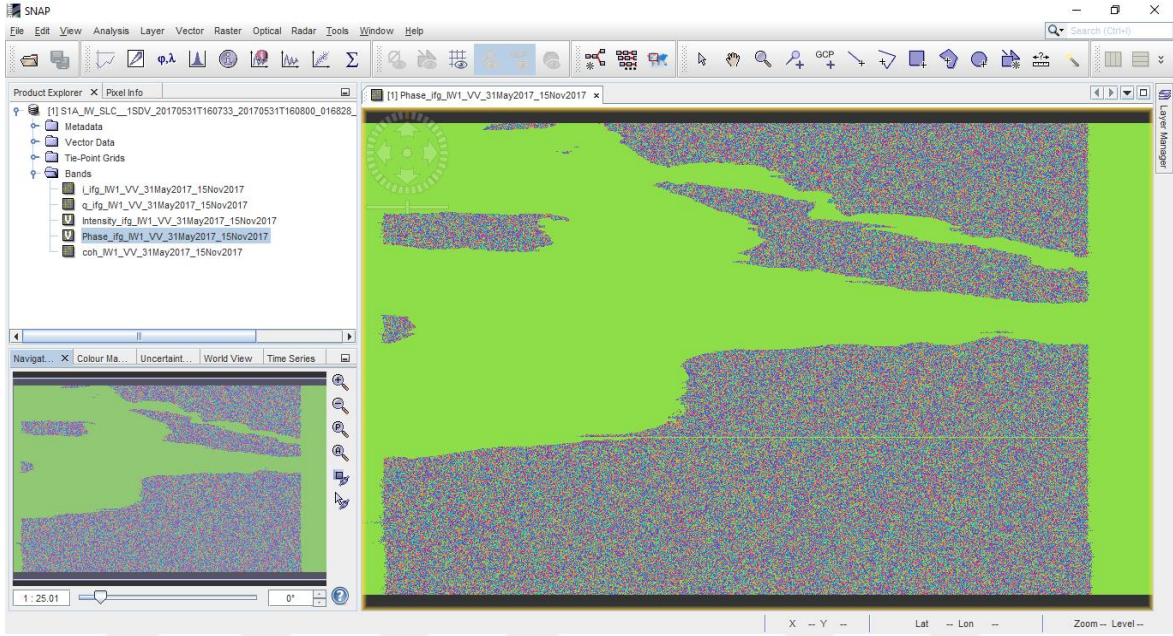 SNAP
File Edit View Analysis Layer Vector Raster Optical Radar Tools Window Help
Search (Ctrl+I)
φ,λ
Σ
GCP
Product Explorer Pixel Info
[1] Phase_ifg_IW1_VV_31May2017_15Nov2017
[1] S1A_IW_SLC__1SDV_20170531T160733_20170531T160800_016828_
Metadata
Vector Data
Tie-Point Grids
Bands
i_ifg_IW1_VV_31May2017_15Nov2017
q_ifg_IW1_VV_31May2017_15Nov2017
Intensity_ifg_IW1_VV_31May2017_15Nov2017
Phase_ifg_IW1_VV_31May2017_15Nov2017
coh_IW1_VV_31May2017_15Nov2017
Layer Manager
Navigat... Colour Ma... Uncertaint... World View Time Series
1 : 25.01
0°
X -- Y -- Lat -- Lon -- Zoom -- Level --